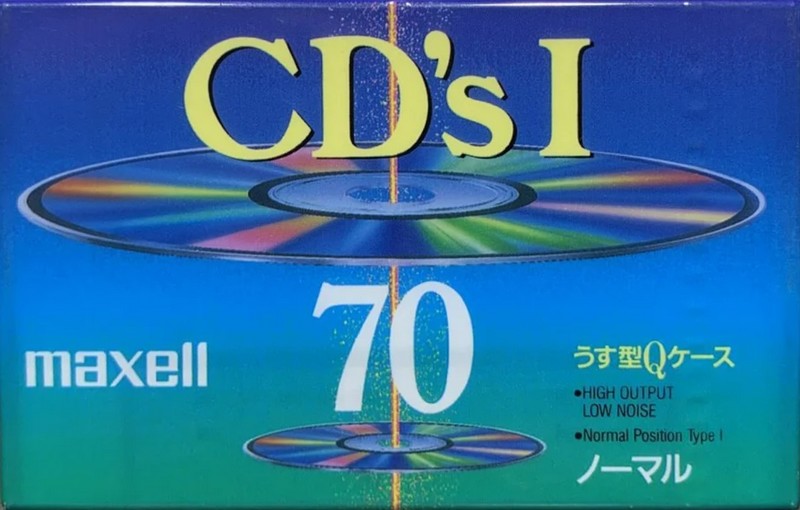 CD's I
70
maxell
うす型Qケース
•HIGH OUTPUT
LOW NOISE
•Normal Position Type I
ノーマル